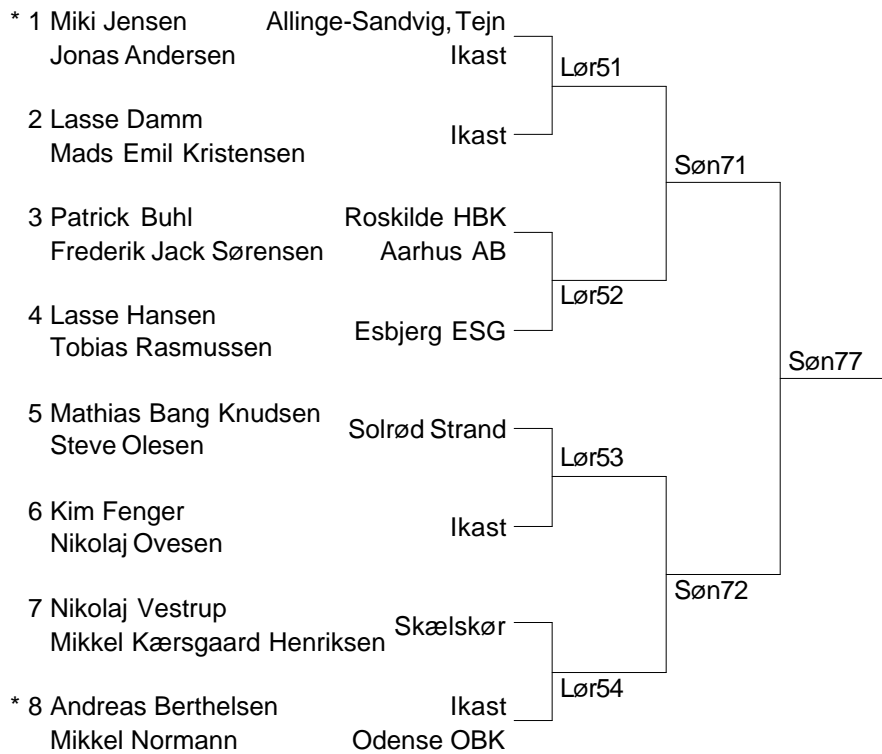 * 1 Miki Jensen Allinge-Sandvig, Tejn
Jonas Andersen Ikast
Lør51
2 Lasse Damm
Ikast
Mads Emil Kristensen
Søn71
3 Patrick Buhl Roskilde HBK
Frederik Jack Sørensen Aarhus AB
Lør52
4 Lasse Hansen
Esbjerg ESG
Tobias Rasmussen
Søn77
5 Mathias Bang Knudsen
Solrød Strand
Steve Olesen
Lør53
6 Kim Fenger
Ikast
Nikolaj Ovesen
Søn72
7 Nikolaj Vestrup
Skælskør
Mikkel Kærsgaard Henriksen
Lør54
* 8 Andreas Berthelsen Ikast
Mikkel Normann Odense OBK